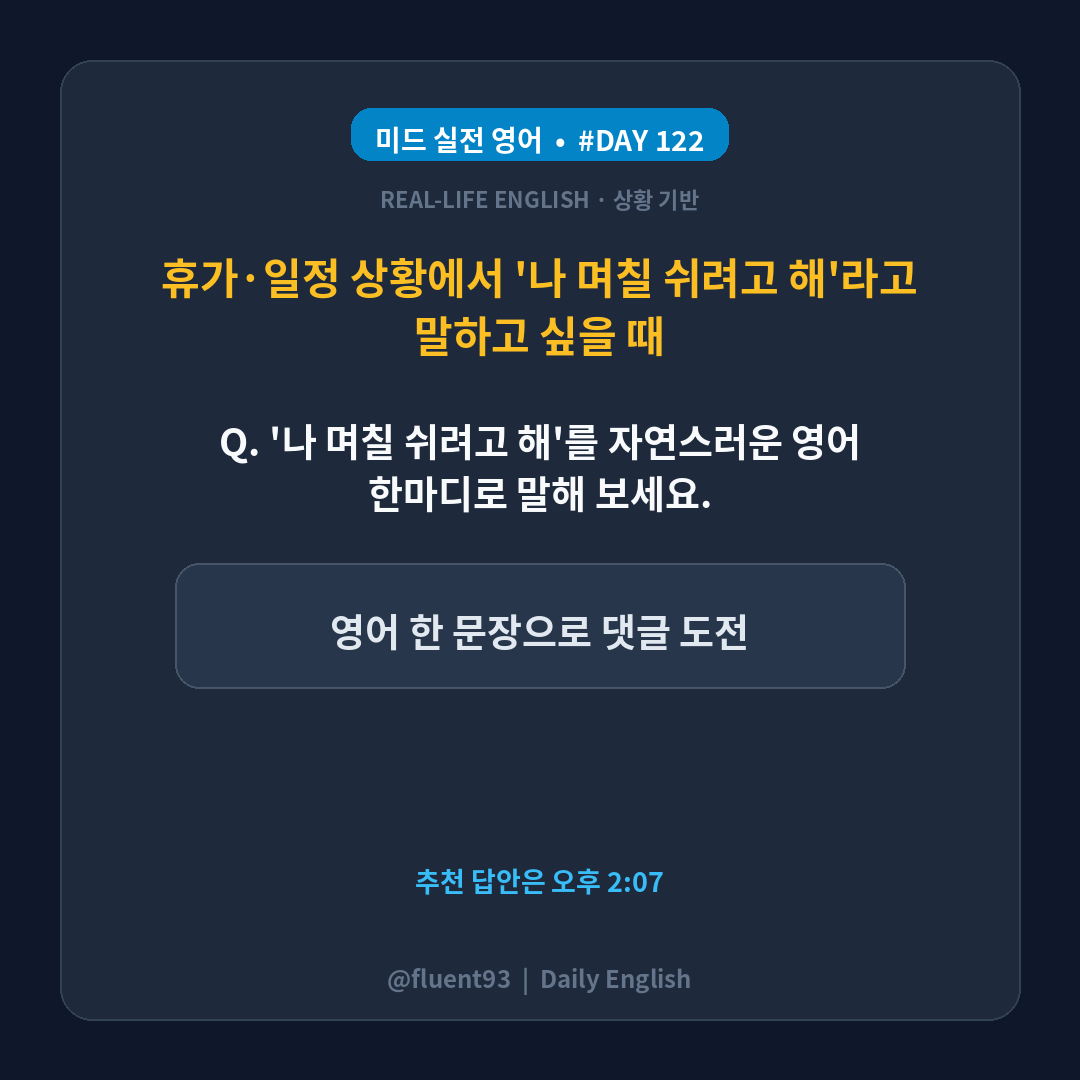 미드 실전 영어 • #DAY 122
REAL-LIFE ENGLISH · 상황 기반
휴가·일정 상황에서 '나 며칠 쉬려고 해'라고
말하고 싶을 때
Q. '나 며칠 쉬려고 해'를 자연스러운 영어
한마디로 말해 보세요.
영어 한 문장으로 댓글 도전
추천 답안은 오후 2:07
@fluent93 | Daily English